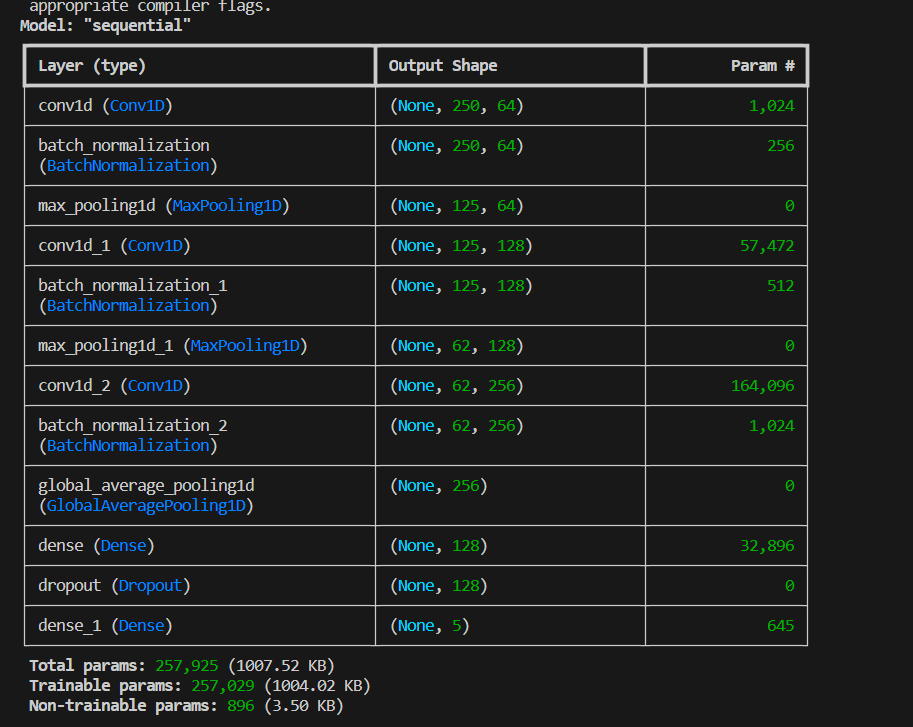 appropriate compiler flags.
Model: "sequential"
Layer (type) Output Shape Param #
conv1d (Conv1D) (None, 250, 64) 1,024
batch_normalization (None, 250, 64) 256
(BatchNormalization)
max_pooling1d (MaxPooling1D) (None, 125, 64) 0
conv1d_1 (Conv1D) (None, 125, 128) 57,472
batch_normalization_1 (None, 125, 128) 512
(BatchNormalization)
max_pooling1d_1 (MaxPooling1D) (None, 62, 128) 0
conv1d_2 (Conv1D) (None, 62, 256) 164,096
batch_normalization_2 (None, 62, 256) 1,024
(BatchNormalization)
global_average_pooling1d (None, 256) 0
(GlobalAveragePooling1D)
dense (Dense) (None, 128) 32,896
dropout (Dropout) (None, 128) 0
dense_1 (Dense) (None, 5) 645
Total params: 257,925 (1007.52 KB)
Trainable params: 257,029 (1004.02 KB)
Non-trainable params: 896 (3.50 KB)